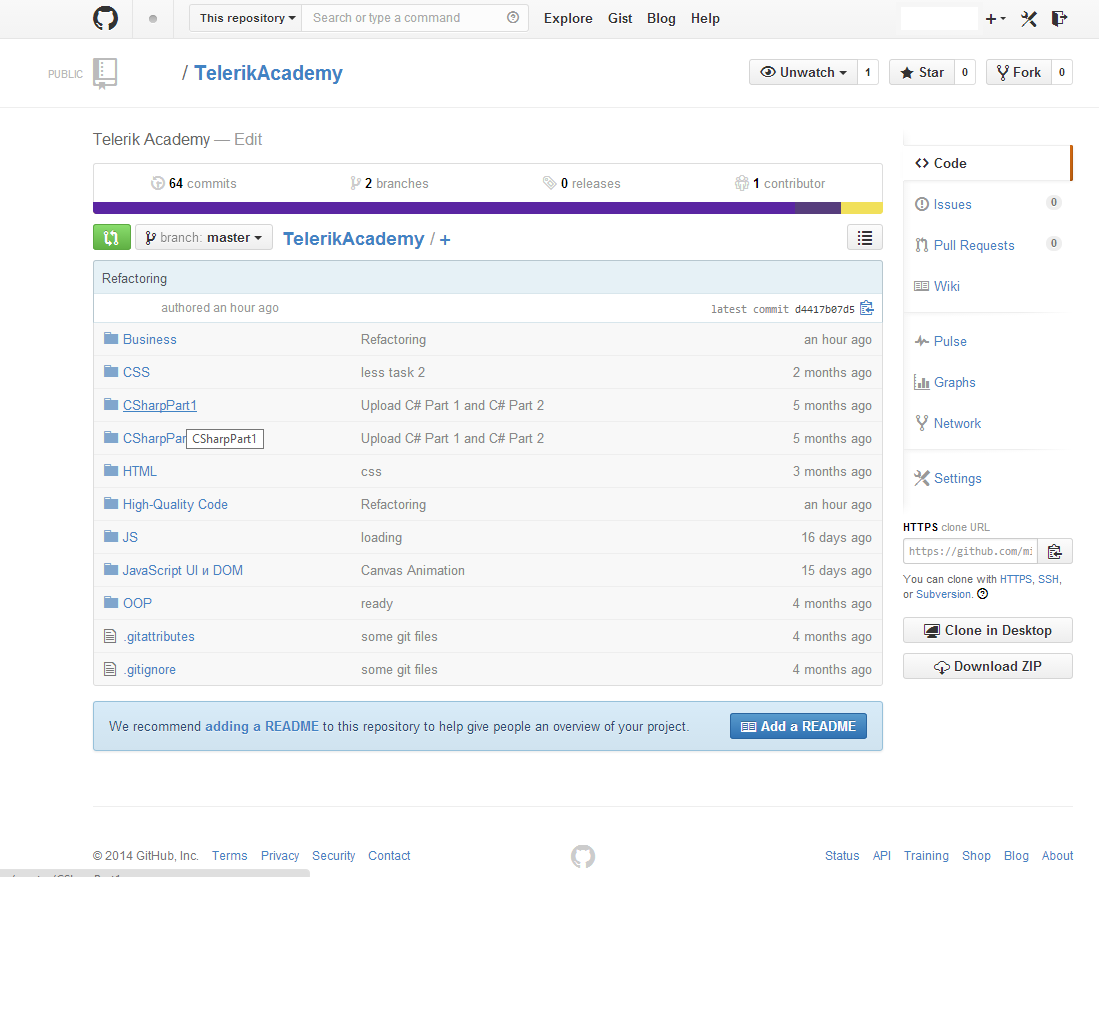 This repository Search or type a command Explore Gist Blog Help
PUBLIC / TelerikAcademy Unwatch 1 Star 0 Fork 0
Telerik Academy — Edit
64 commits 2 branches 0 releases 1 contributor
branch: master TelerikAcademy / +
Refactoring
authored an hour ago latest commit d4417b07d5
Business Refactoring an hour ago
CSS less task 2 2 months ago
CSharpPart1 Upload C# Part 1 and C# Part 2 5 months ago
CSharpPar CSharpPart1 Upload C# Part 1 and C# Part 2 5 months ago
HTML css 3 months ago
High-Quality Code Refactoring an hour ago
JS loading 16 days ago
JavaScript UI и DOM Canvas Animation 15 days ago
OOP ready 4 months ago
.gitattributes some git files 4 months ago
.gitignore some git files 4 months ago
We recommend adding a README to this repository to help give people an overview of your project. Add a README
Code
Issues 0
Pull Requests 0
Wiki
Pulse
Graphs
Network
Settings
HTTPS clone URL
https://github.com/mi
You can clone with HTTPS, SSH,
or Subversion.
Clone in Desktop
Download ZIP
© 2014 GitHub, Inc. Terms Privacy Security Contact Status API Training Shop Blog About